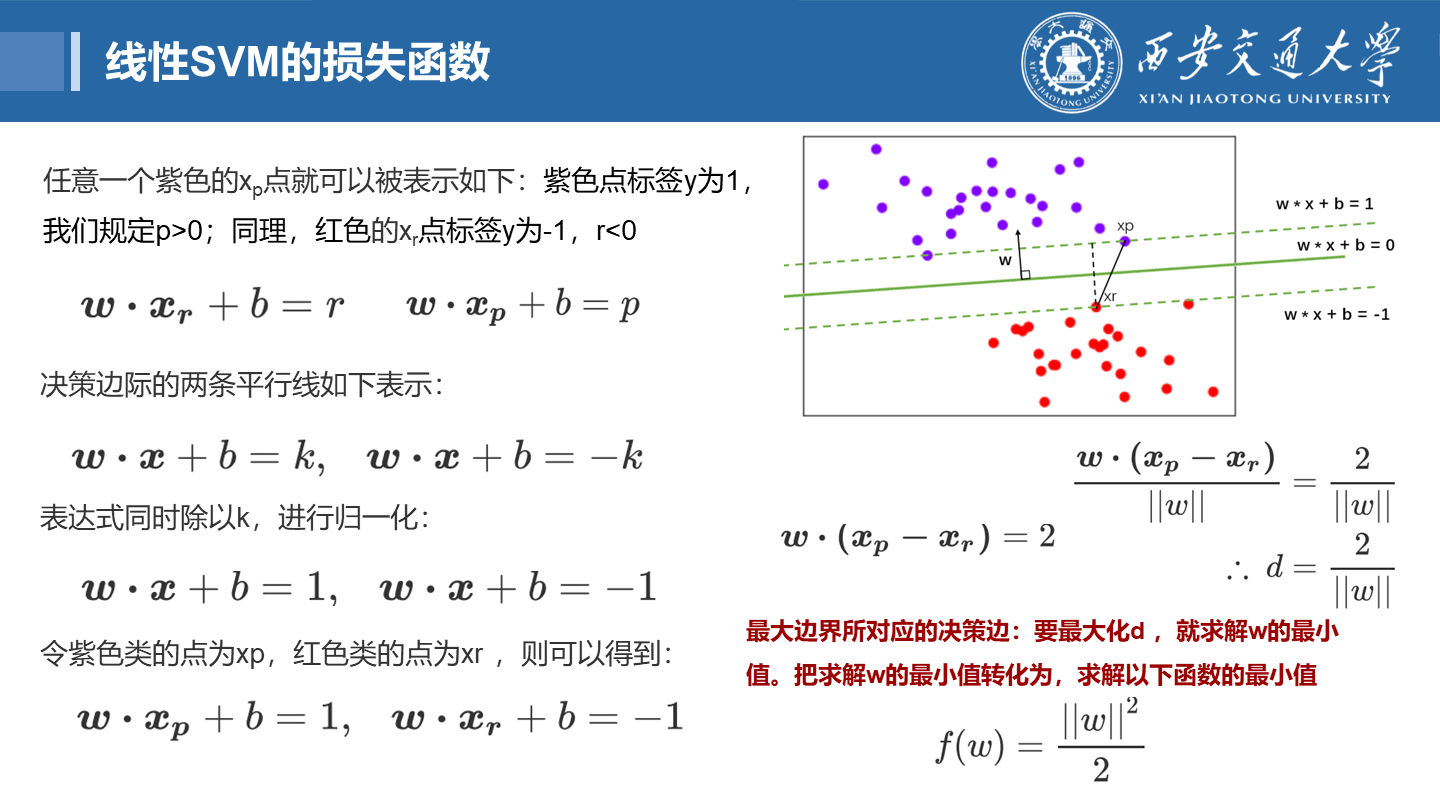 线性SVM的损失函数
西安交通大学
XI'AN JIAOTONG UNIVERSITY
1896
任意一个紫色的xp点就可以被表示如下：紫色点标签y为1，
我们规定p>0；同理，红色的xr点标签y为-1，r<0
w · xr + b = r w · xp + b = p
决策边际的两条平行线如下表示：
w · x + b = k, w · x + b = −k
表达式同时除以k，进行归一化：
w · x + b = 1, w · x + b = −1
令紫色类的点为xp，红色类的点为xr ，则可以得到：
w · xp + b = 1, w · xr + b = −1
w * x + b = 1
xp
w * x + b = 0
w
xr
w * x + b = -1
w · (xp − xr) = 2
w · (xp − xr) / ||w|| = 2 / ||w||
∴ d = 2 / ||w||
最大边界所对应的决策边：要最大化d ，就求解w的最小
值。把求解w的最小值转化为，求解以下函数的最小值
f(w) = ||w||² / 2